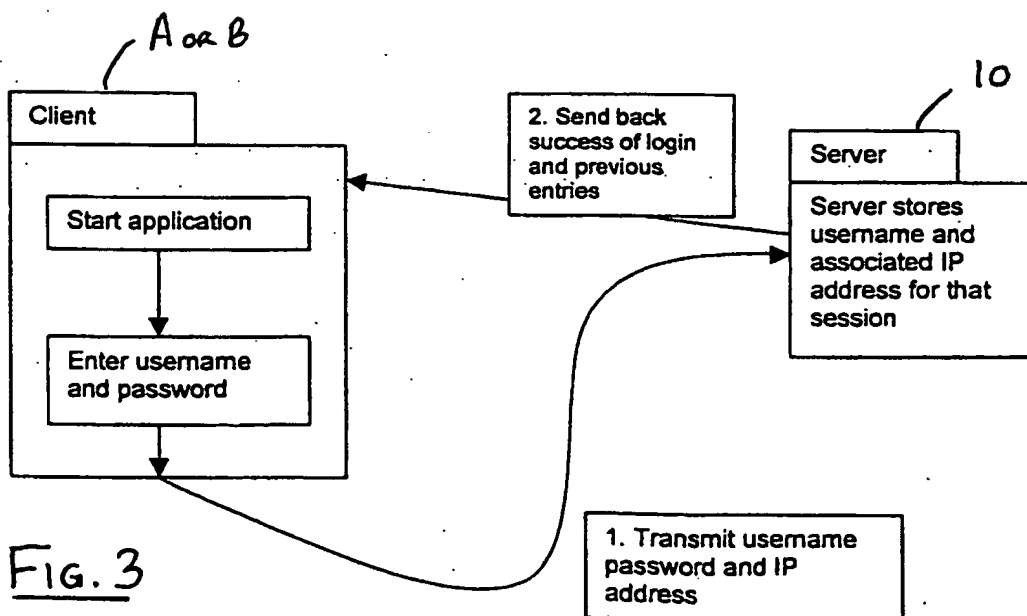 A OR B
10
Client
2. Send back
success of login
and previous
entries
Server
Start application
Server stores
username and
associated IP
address for that
session
Enter username
and password
1. Transmit username
password and IP
address
FIG. 3